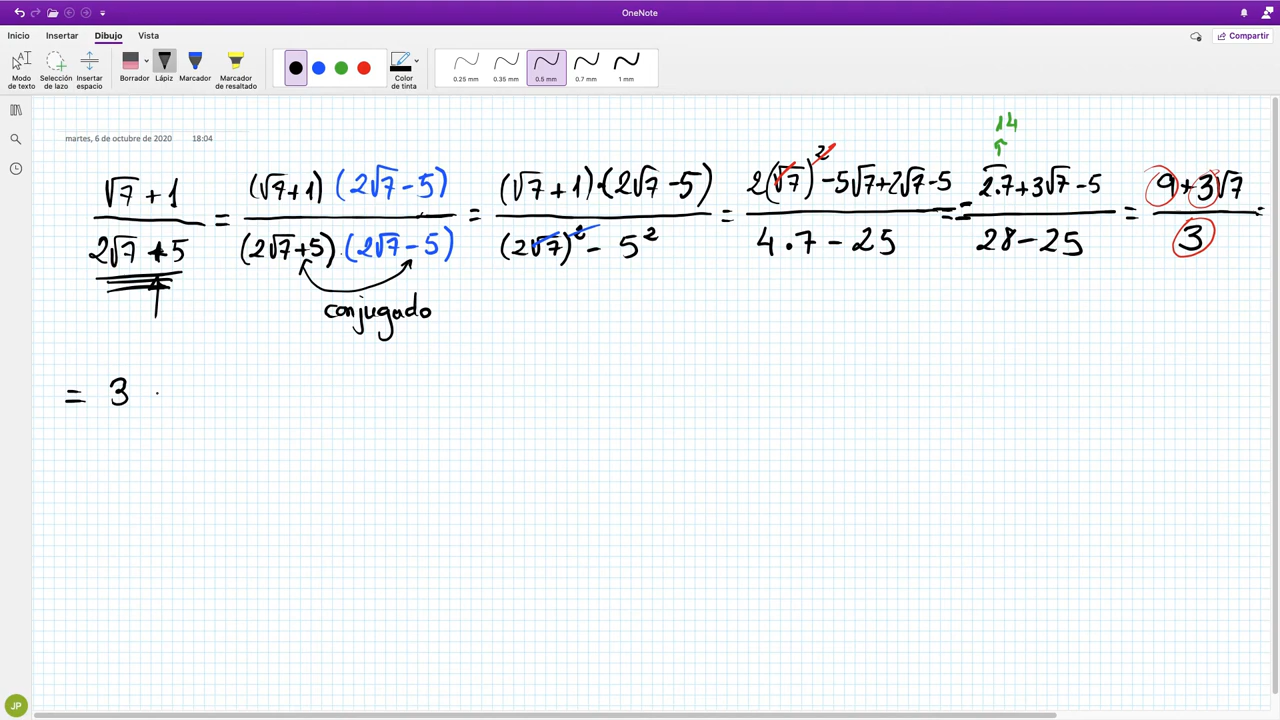 OneNote
Inicio Insertar Dibujo Vista Compartir
Modo de texto Selección de lazo Insertar espacio Borrador Lápiz Marcador Marcador de resaltado Color de tinta 0.25 mm 0.35 mm 0.5 mm 0.7 mm 1 mm
martes, 6 de octubre de 2020 18:04
14
(√7+1)/(2√7+5) = ((√7+1)(2√7-5))/((2√7+5)·(2√7-5)) = ((√7+1)·(2√7-5))/((2√7)²-5²) = (2(√7)²-5√7+2√7-5)/(4·7-25) = (2·7+3√7-5)/(28-25) = (9+3√7)/3 =
conjugado
= 3
JP